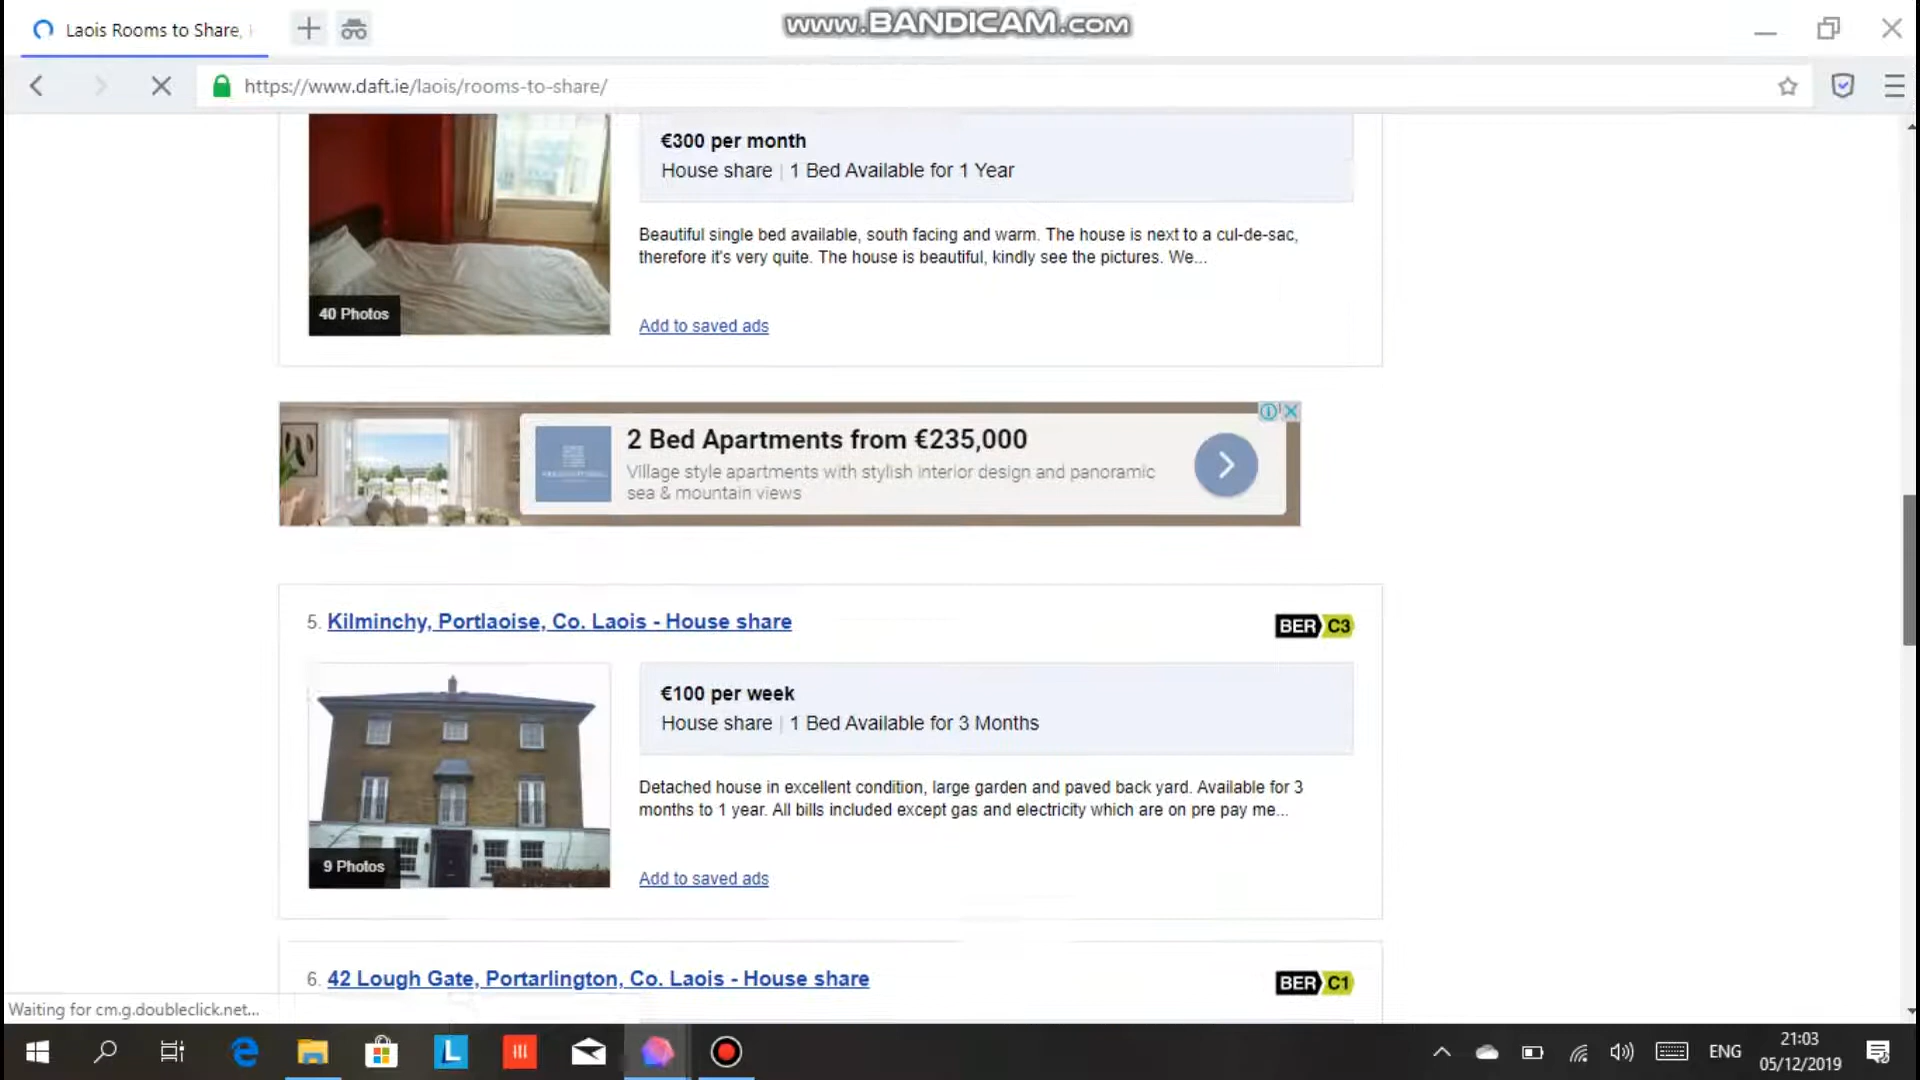 Laois Rooms to Share,
www.BANDICAM.com
https://www.daft.ie/laois/rooms-to-share/
€300 per month
House share | 1 Bed Available for 1 Year
Beautiful single bed available, south facing and warm. The house is next to a cul-de-sac,
therefore it's very quite. The house is beautiful, kindly see the pictures. We...
40 Photos
Add to saved ads
2 Bed Apartments from €235,000
Village style apartments with stylish interior design and panoramic
sea & mountain views
5. Kilminchy, Portlaoise, Co. Laois - House share
BER C3
€100 per week
House share | 1 Bed Available for 3 Months
Detached house in excellent condition, large garden and paved back yard. Available for 3
months to 1 year. All bills included except gas and electricity which are on pre pay me...
9 Photos
Add to saved ads
6. 42 Lough Gate, Portarlington, Co. Laois - House share
BER C1
Waiting for cm.g.doubleclick.net...
L
ENG
21:03
05/12/2019